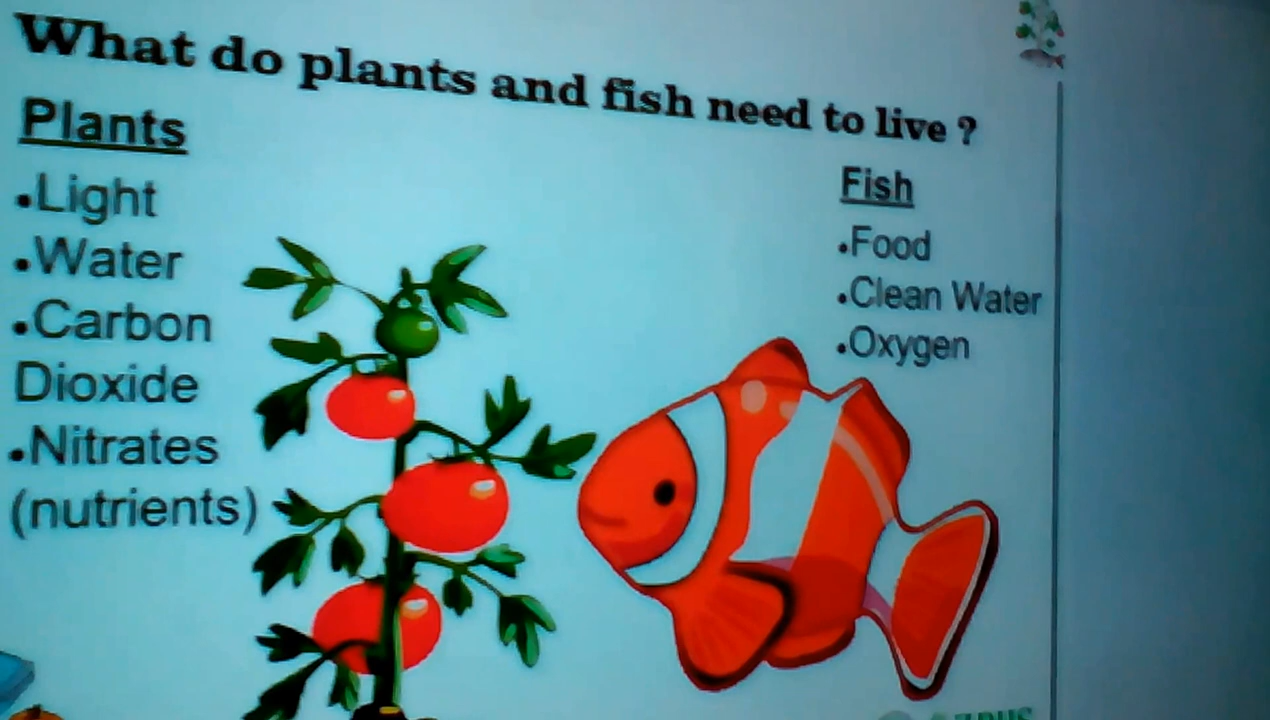 What do plants and fish need to live ?
Plants
•Light
•Water
•Carbon
Dioxide
•Nitrates
(nutrients)
Fish
•Food
•Clean Water
•Oxygen